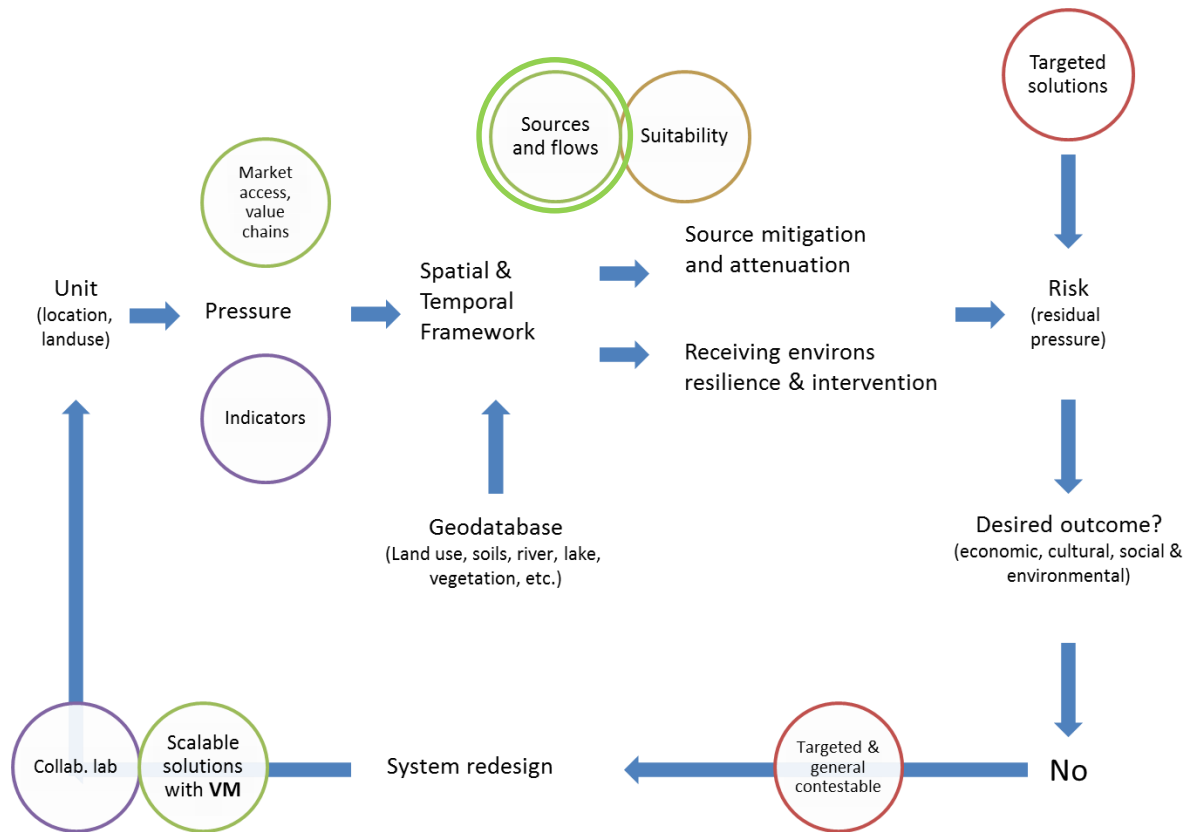 Targeted
solutions
Sources
and flows
Suitability
Market
access,
value
chains
Source mitigation
and attenuation
Unit
(location,
landuse)
Pressure
Spatial &
Temporal
Framework
Risk
(residual
pressure)
Receiving environs
resilience & intervention
Indicators
Geodatabase
(Land use, soils, river, lake,
vegetation, etc.)
Desired outcome?
(economic, cultural, social &
environmental)
Collab. lab
Scalable
solutions
with VM
System redesign
Targeted &
general
contestable
No